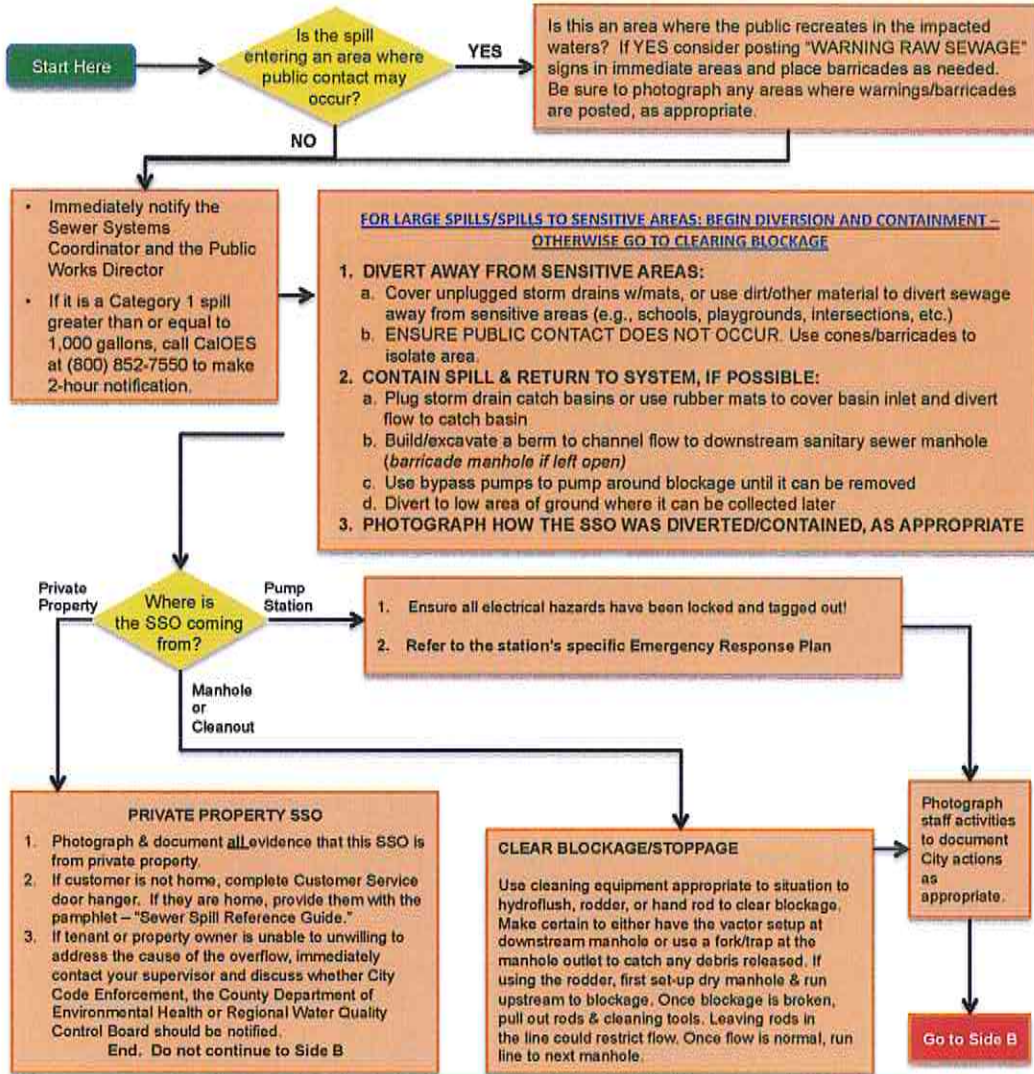 Start Here
Is the spill
entering an area where
public contact may
occur?
YES
Is this an area where the public recreates in the impacted
waters? If YES consider posting "WARNING RAW SEWAGE"
signs in immediate areas and place barricades as needed.
Be sure to photograph any areas where warnings/barricades
are posted, as appropriate.
NO
• Immediately notify the
Sewer Systems
Coordinator and the Public
Works Director
• If it is a Category 1 spill
greater than or equal to
1,000 gallons, call CalOES
at (800) 852-7550 to make
2-hour notification.
FOR LARGE SPILLS/SPILLS TO SENSITIVE AREAS: BEGIN DIVERSION AND CONTAINMENT –
OTHERWISE GO TO CLEARING BLOCKAGE
1. DIVERT AWAY FROM SENSITIVE AREAS:
a. Cover unplugged storm drains w/mats, or use dirt/other material to divert sewage
away from sensitive areas (e.g., schools, playgrounds, intersections, etc.)
b. ENSURE PUBLIC CONTACT DOES NOT OCCUR. Use cones/barricades to
isolate area.
2. CONTAIN SPILL & RETURN TO SYSTEM, IF POSSIBLE:
a. Plug storm drain catch basins or use rubber mats to cover basin inlet and divert
flow to catch basin
b. Build/excavate a berm to channel flow to downstream sanitary sewer manhole
(barricade manhole if left open)
c. Use bypass pumps to pump around blockage until it can be removed
d. Divert to low area of ground where it can be collected later
3. PHOTOGRAPH HOW THE SSO WAS DIVERTED/CONTAINED, AS APPROPRIATE
Private
Property
Where is
the SSO coming
from?
Pump
Station
1. Ensure all electrical hazards have been locked and tagged out!
2. Refer to the station's specific Emergency Response Plan
Manhole
or
Cleanout
PRIVATE PROPERTY SSO
1. Photograph & document all evidence that this SSO is
from private property.
2. If customer is not home, complete Customer Service
door hanger. If they are home, provide them with the
pamphlet – "Sewer Spill Reference Guide."
3. If tenant or property owner is unable to unwilling to
address the cause of the overflow, immediately
contact your supervisor and discuss whether City
Code Enforcement, the County Department of
Environmental Health or Regional Water Quality
Control Board should be notified.
End. Do not continue to Side B
CLEAR BLOCKAGE/STOPPAGE
Use cleaning equipment appropriate to situation to
hydroflush, rodder, or hand rod to clear blockage.
Make certain to either have the vactor setup at
downstream manhole or use a fork/trap at the
manhole outlet to catch any debris released. If
using the rodder, first set-up dry manhole & run
upstream to blockage. Once blockage is broken,
pull out rods & cleaning tools. Leaving rods in
the line could restrict flow. Once flow is normal, run
line to next manhole.
Photograph
staff activities
to document
City actions
as
appropriate.
Go to Side B